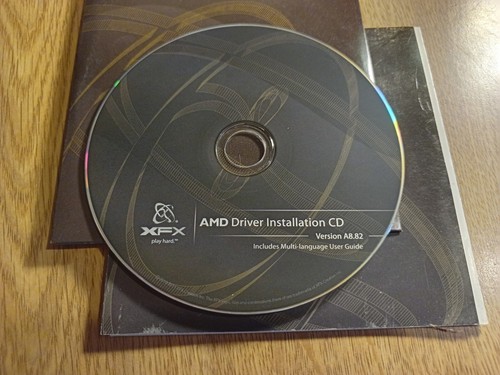 XFX®
play hard.™
AMD Driver Installation CD
Version A8.82
Includes Multi-language User Guide